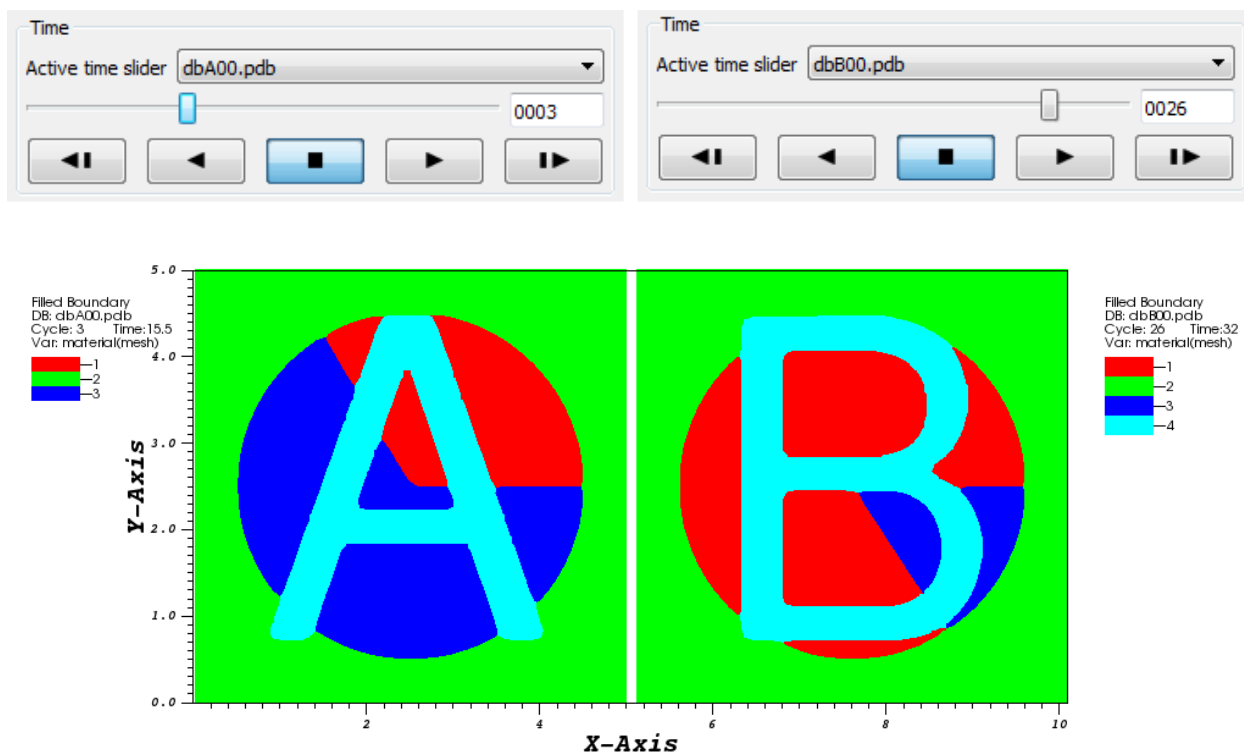 Time
Active time slider dbA00.pdb
0003
Time
Active time slider dbB00.pdb
0026
Filled Boundary
DB: dbA00.pdb
Cycle: 3 Time:15.5
Var: material(mesh)
1
2
3
Y-Axis
5.0
4.0
3.0
2.0
1.0
0.0
A
B
2 4 6 8 10
X-Axis
Filled Boundary
DB: dbB00.pdb
Cycle: 26 Time:32
Var: material(mesh)
1
2
3
4